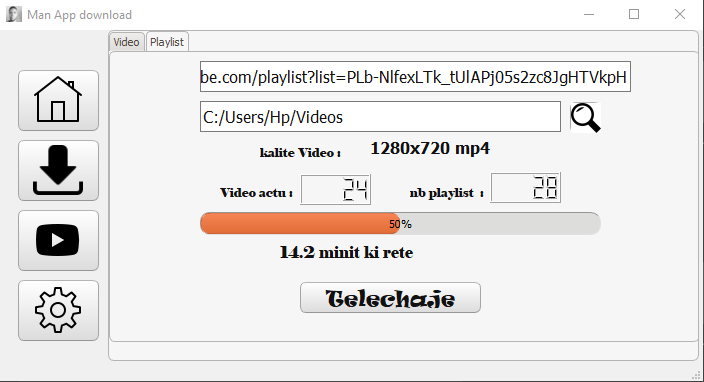 Man App download
Video Playlist
be.com/playlist?list=PLb-NlfexLTk_tUlAPj05s2zc8JgHTVkpH
C:/Users/Hp/Videos
kalite Video : 1280x720 mp4
Video actu : 24 nb playlist : 28
50%
14.2 minit ki rete
Telechaje